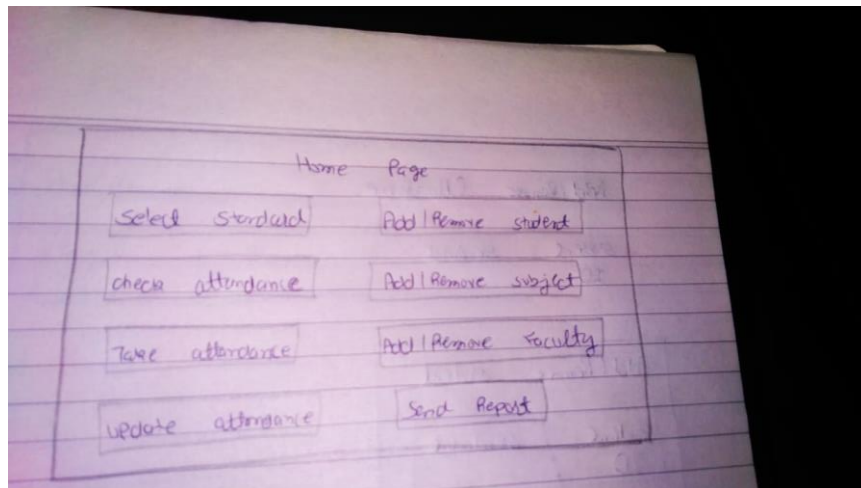 Home Page
Select Standard Add | Remove student
check attendance Add | Remove subject
Take attendance Add | Remove Faculty
update attendance Send Report